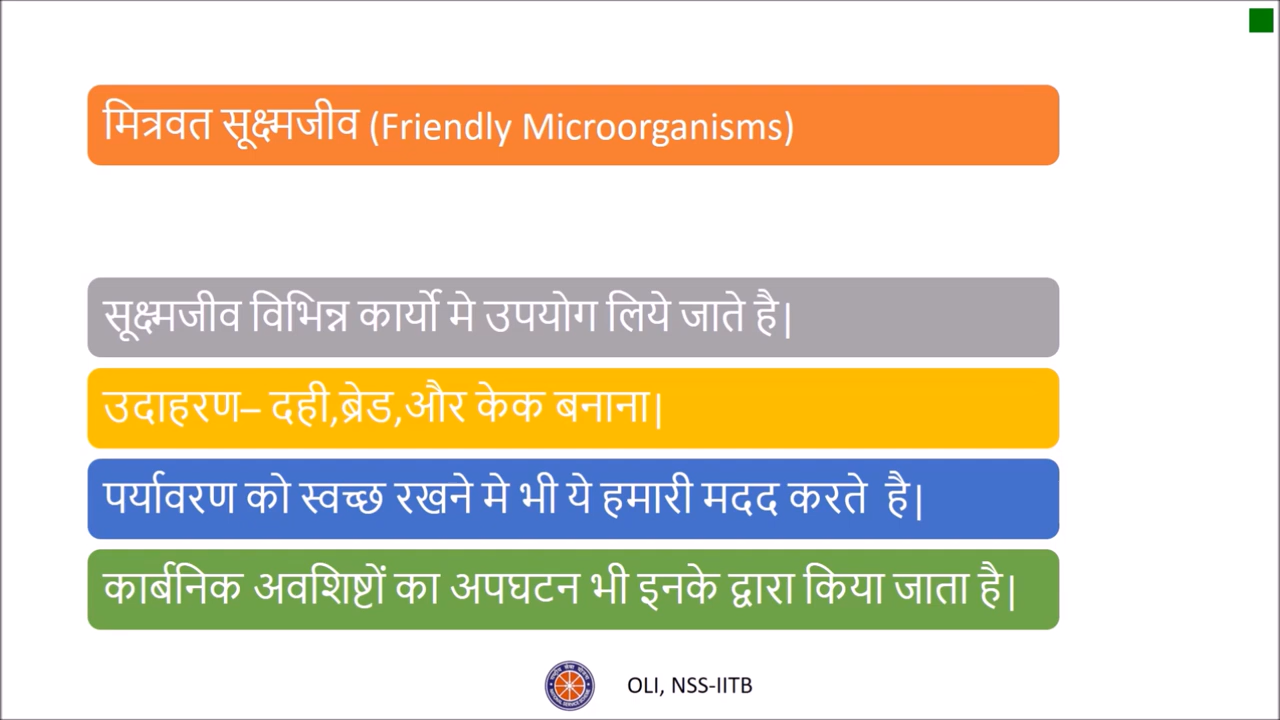 मित्रवत सूक्ष्मजीव (Friendly Microorganisms)
सूक्ष्मजीव विभिन्न कार्यो मे उपयोग लिये जाते है|
उदाहरण– दही,ब्रेड,और केक बनाना|
पर्यावरण को स्वच्छ रखने मे भी ये हमारी मदद करते है|
कार्बनिक अवशिष्टों का अपघटन भी इनके द्वारा किया जाता है|
OLI, NSS-IITB